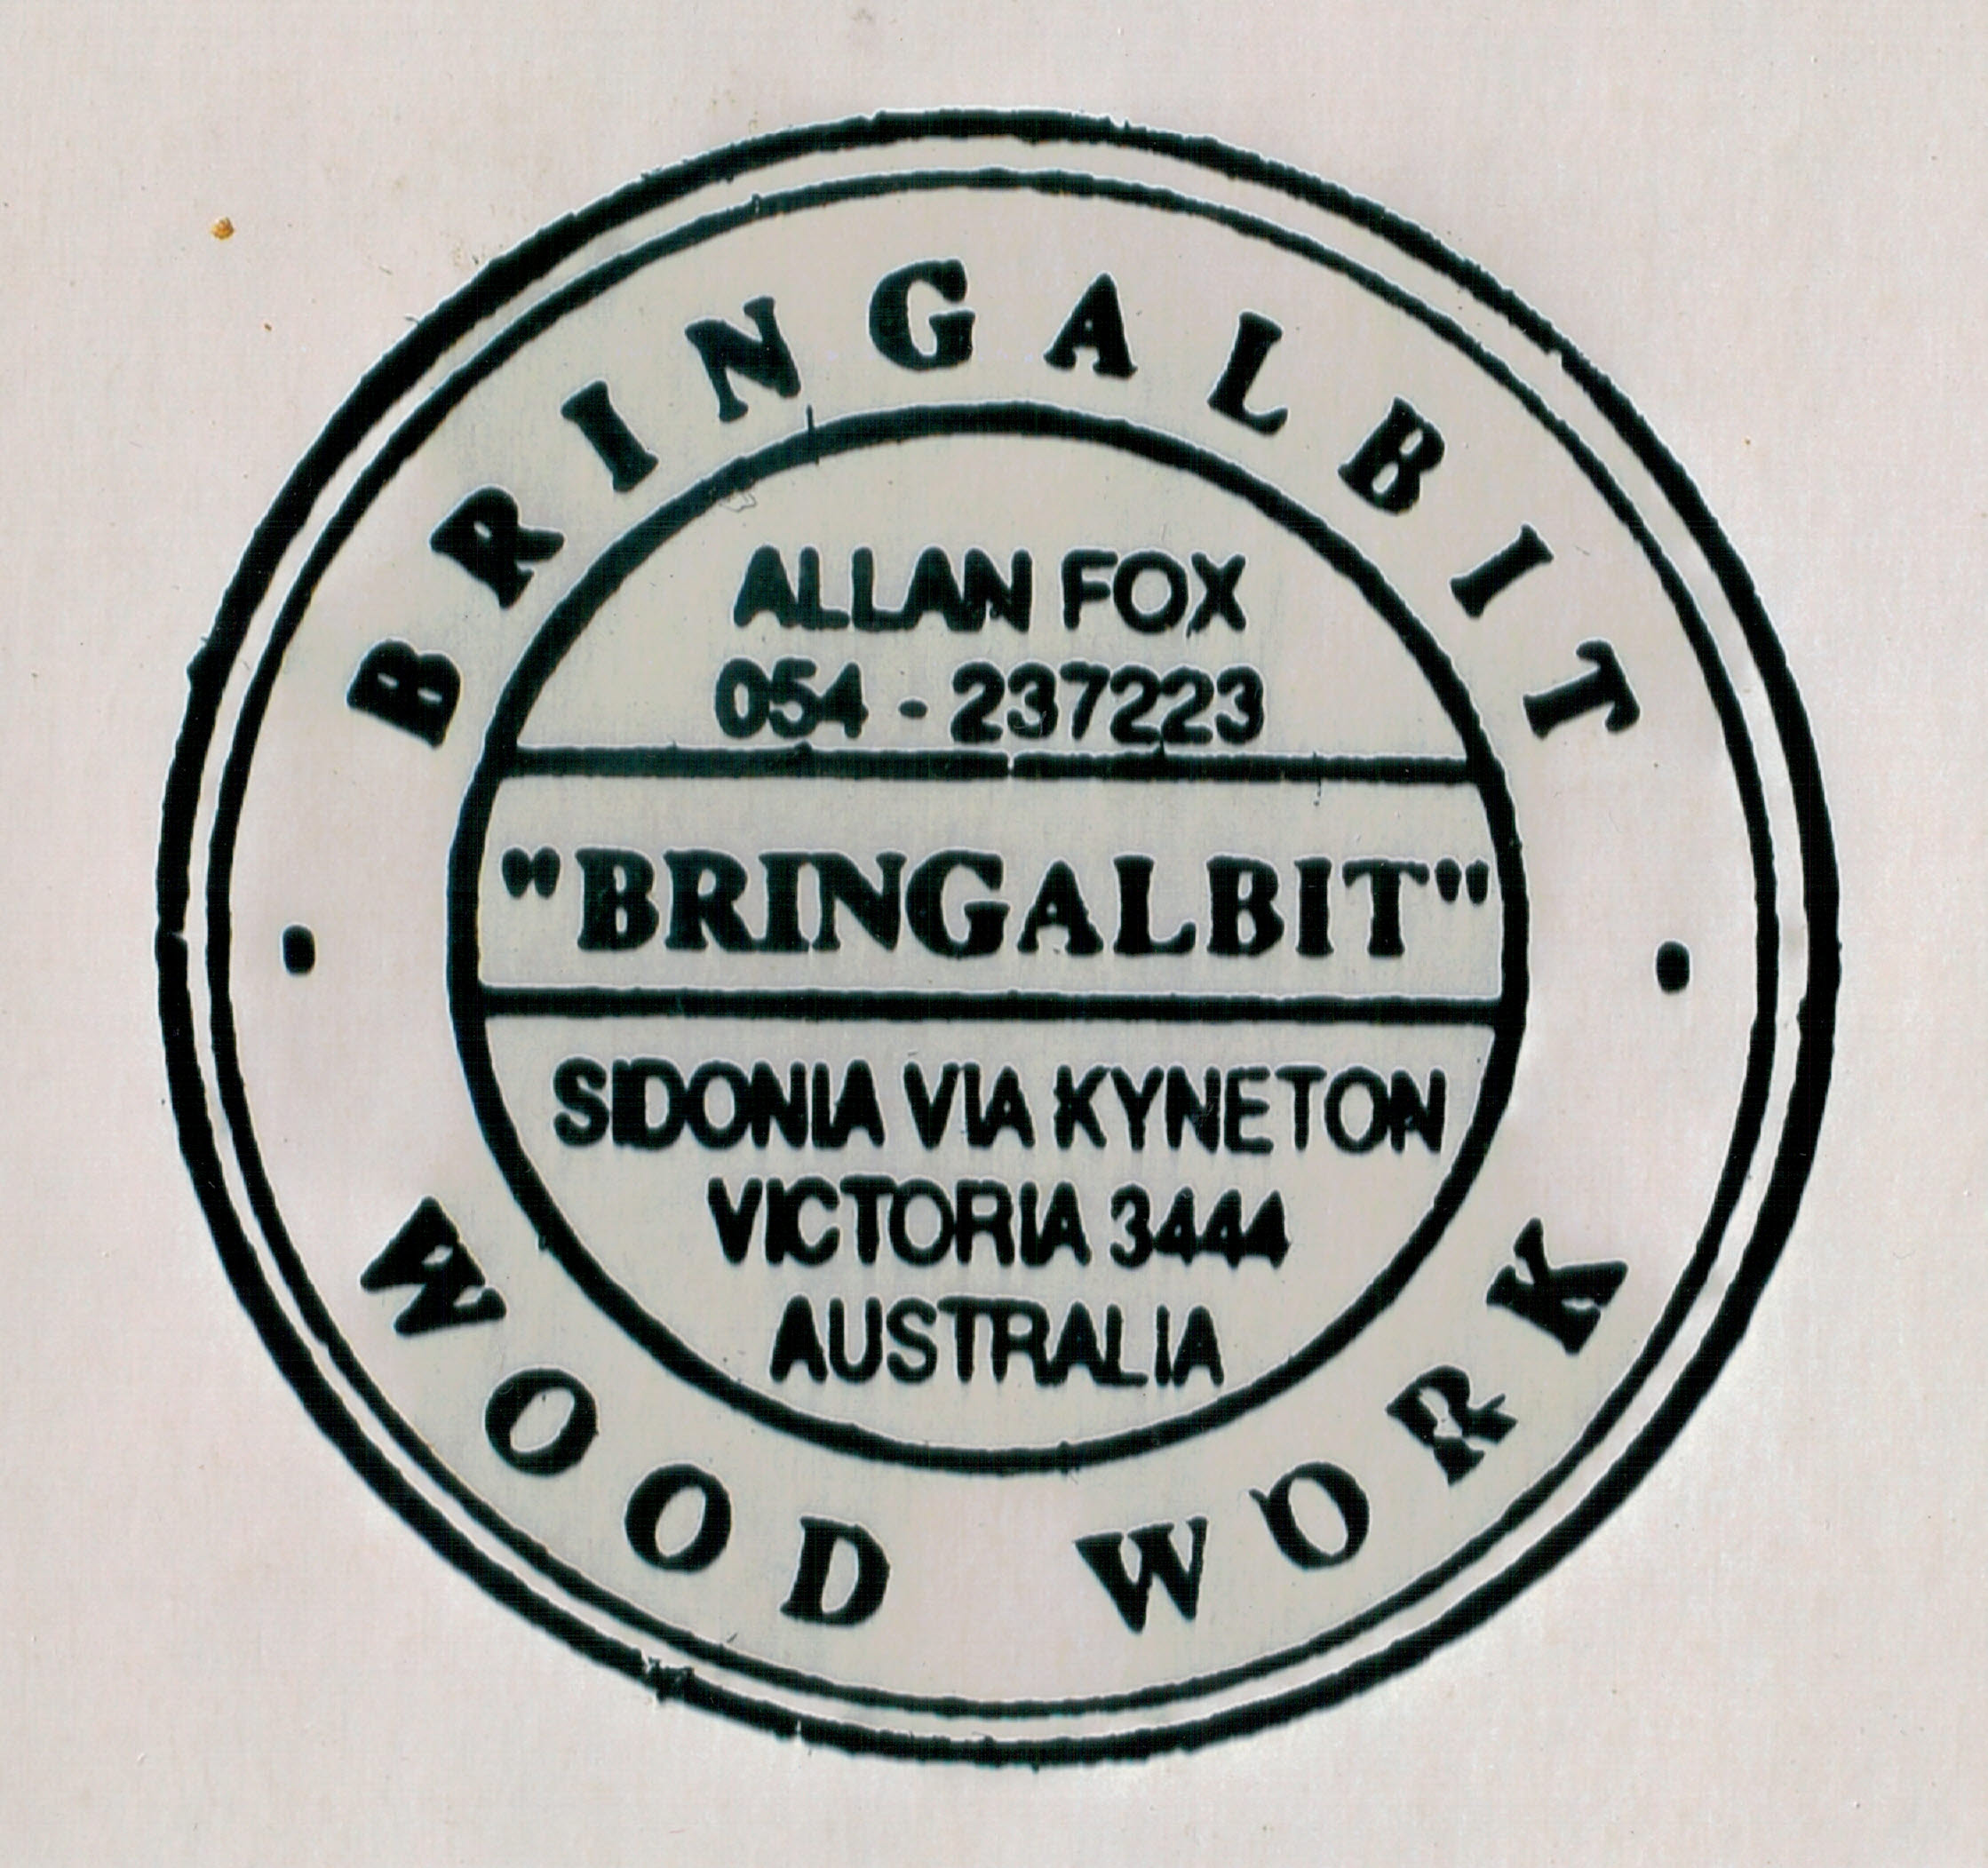 BRINGALBIT
ALLAN FOX
054 - 237223
"BRINGALBIT"
SIDONIA VIA KYNETON
VICTORIA 3444
AUSTRALIA
WOOD WORK